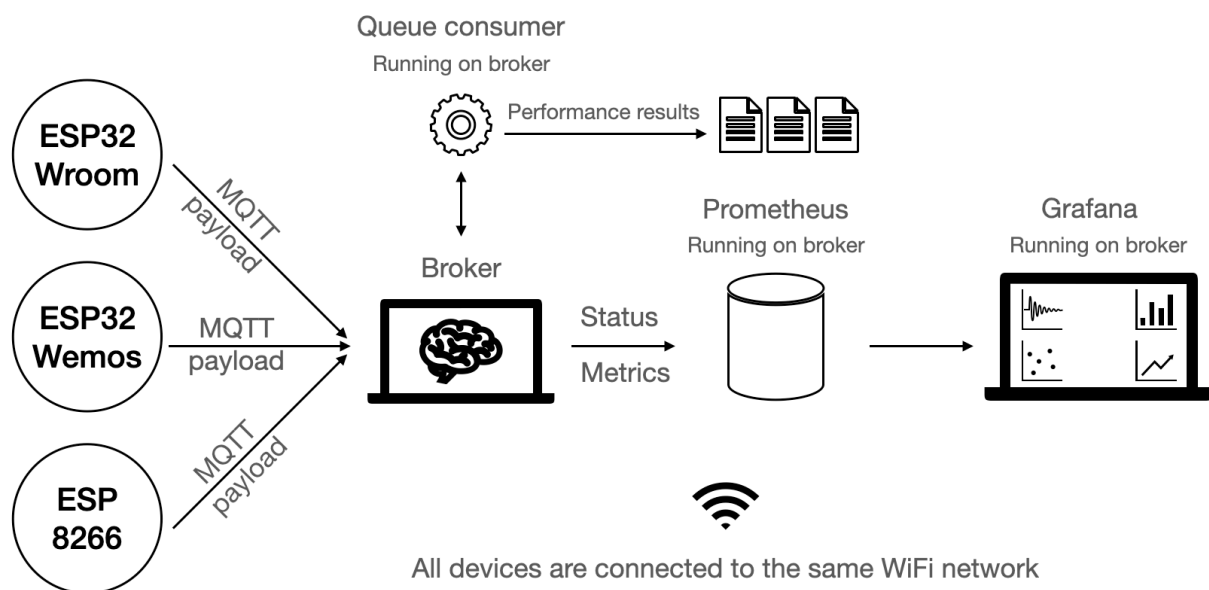 Queue consumer
Running on broker
Performance results
ESP32
Wroom
MQTT
payload
Broker
Prometheus
Running on broker
Grafana
Running on broker
ESP32
Wemos
MQTT
payload
Status
Metrics
MQTT
payload
ESP
8266
All devices are connected to the same WiFi network